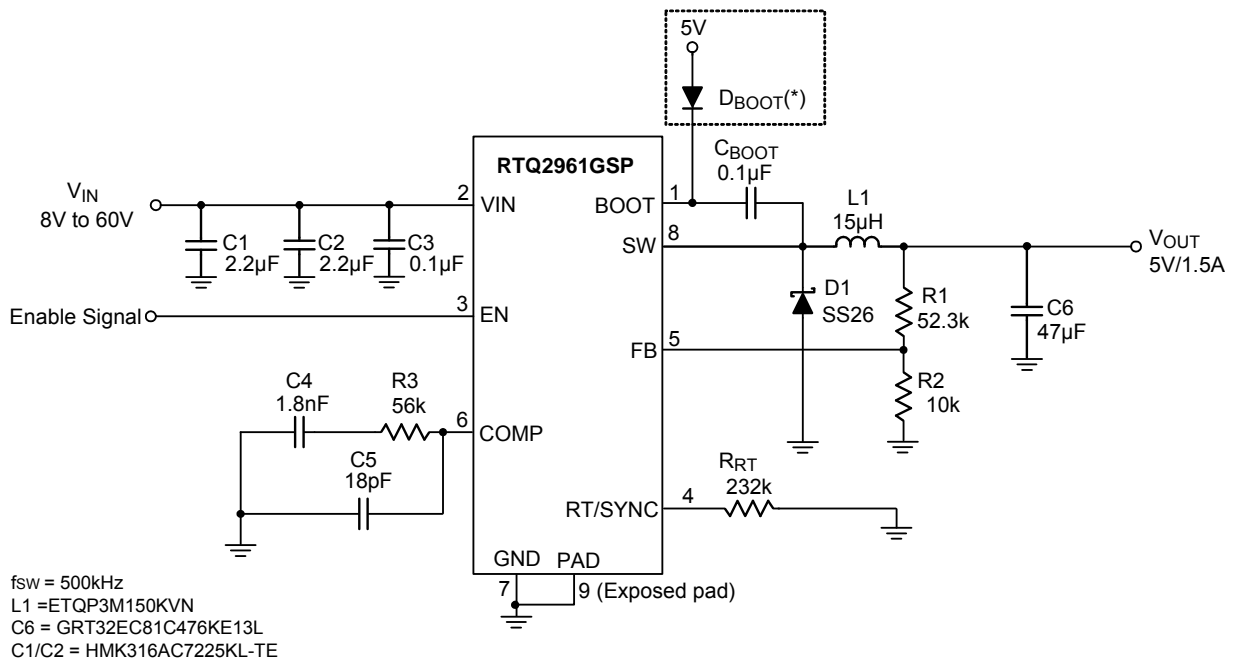 5V
DBOOT(*)
RTQ2961GSP
CBOOT
0.1µF
VIN
8V to 60V
2
VIN
BOOT
1
L1
15µH
SW
8
VOUT
5V/1.5A
C1
2.2µF
C2
2.2µF
C3
0.1µF
D1
SS26
R1
52.3k
C6
47µF
Enable Signal
3
EN
FB
5
R2
10k
C4
1.8nF
R3
56k
6
COMP
C5
18pF
RRT
232k
RT/SYNC
4
GND
PAD
7
9 (Exposed pad)
fSW = 500kHz
L1 =ETQP3M150KVN
C6 = GRT32EC81C476KE13L
C1/C2 = HMK316AC7225KL-TE